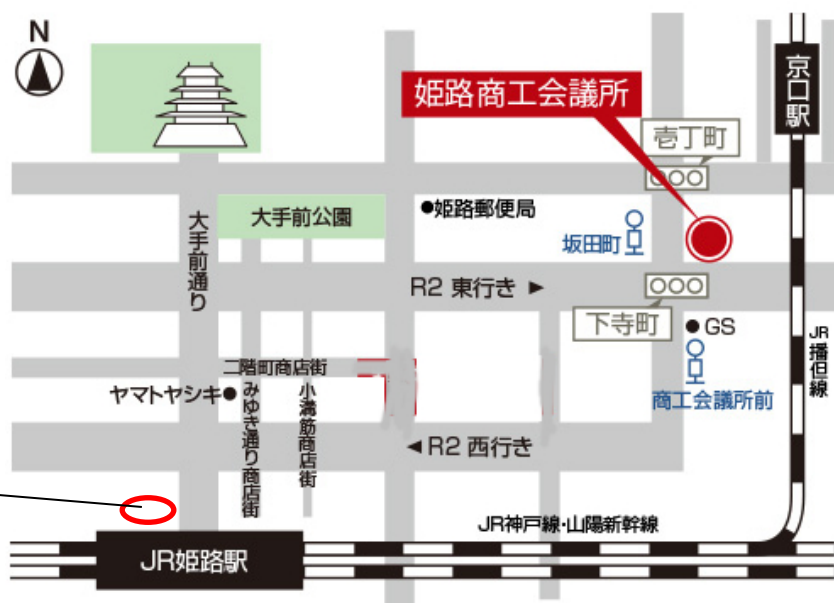 N
姫路商工会議所
京口駅
壱丁町
大手前通り
大手前公園
●姫路郵便局
坂田町
R2 東行き ▶
下寺町
●GS
JR播但線
二階町商店街
ヤマトヤシキ●
みゆき通り商店街
小溝筋商店街
商工会議所前
◀R2 西行き
JR神戸線・山陽新幹線
JR姫路駅